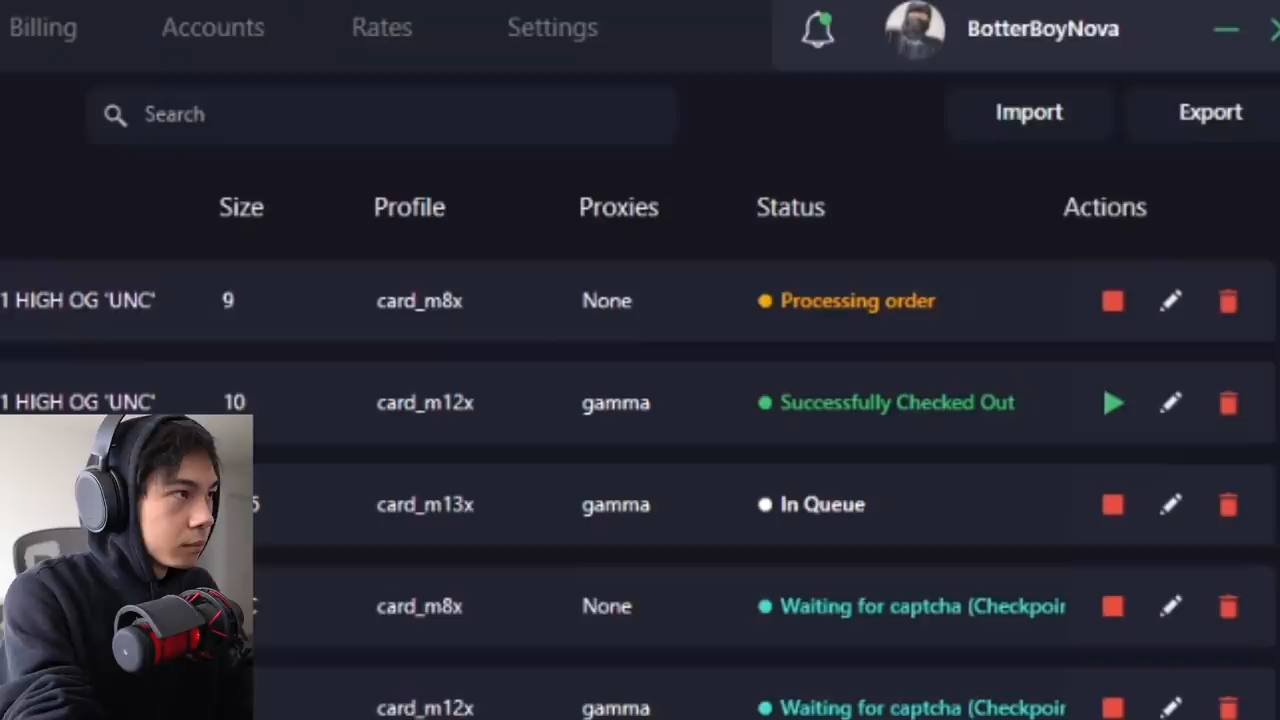 Billing Accounts Rates Settings BotterBoyNova
Search Import Export
Size Profile Proxies Status Actions
1 HIGH OG 'UNC' 9 card_m8x None Processing order
1 HIGH OG 'UNC' 10 card_m12x gamma Successfully Checked Out
card_m13x gamma In Queue
card_m8x None Waiting for captcha (Checkpoir
card_m12x gamma Waiting for captcha (Checkpoir